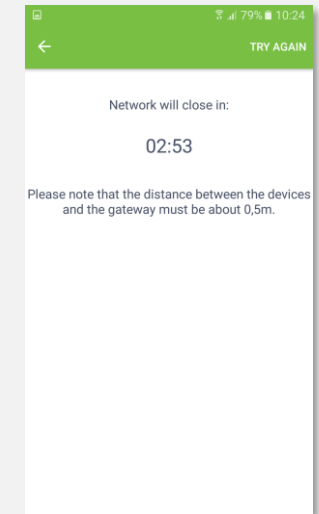 79% 10:24
TRY AGAIN
Network will close in:
02:53
Please note that the distance between the devices
and the gateway must be about 0,5m.